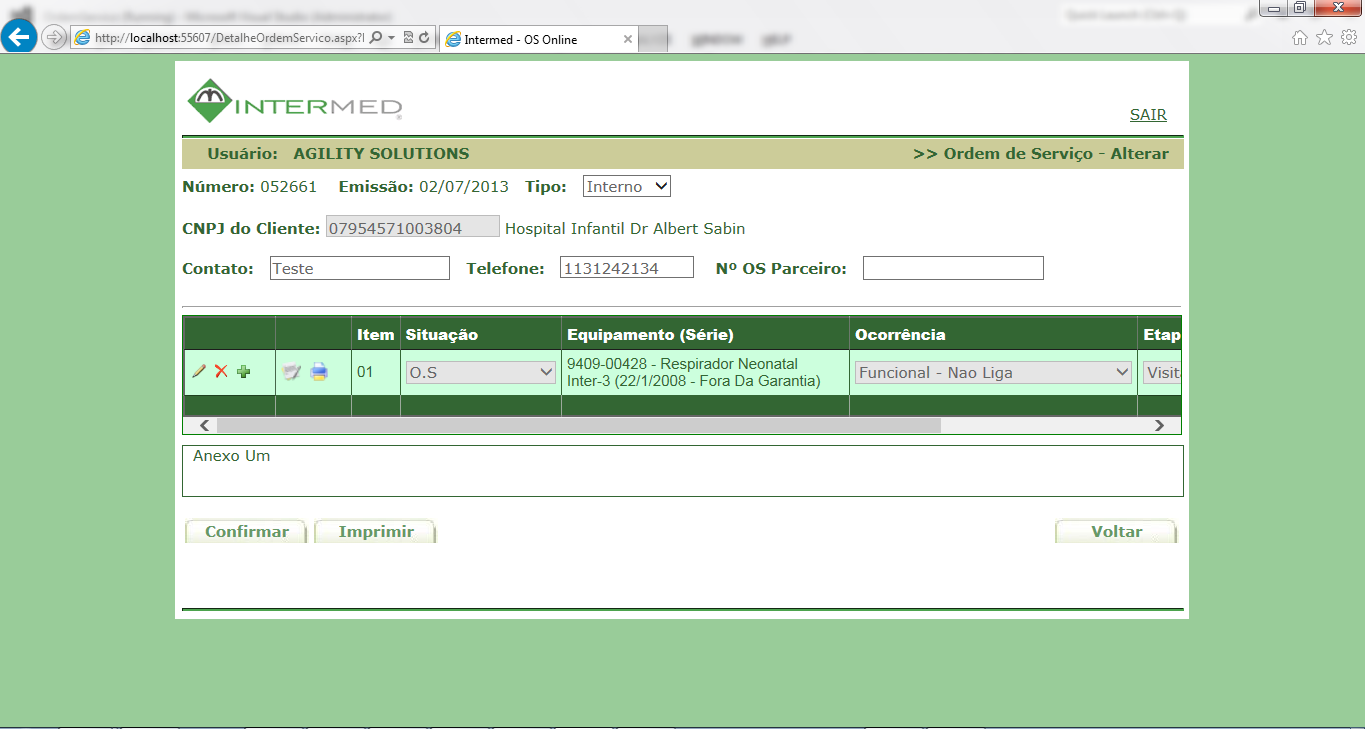 http://localhost:55607/DetalheOrdemServico.aspx?I
Intermed - OS Online
INTERMED
SAIR
Usuário: AGILITY SOLUTIONS >> Ordem de Serviço - Alterar
Número: 052661 Emissão: 02/07/2013 Tipo: Interno
CNPJ do Cliente: 07954571003804 Hospital Infantil Dr Albert Sabin
Contato: Teste Telefone: 1131242134 Nº OS Parceiro:
Item Situação Equipamento (Série) Ocorrência Etap
01 O.S 9409-00428 - Respirador Neonatal Funcional - Nao Liga Visita
Inter-3 (22/1/2008 - Fora Da Garantia)
Anexo Um
Confirmar Imprimir Voltar